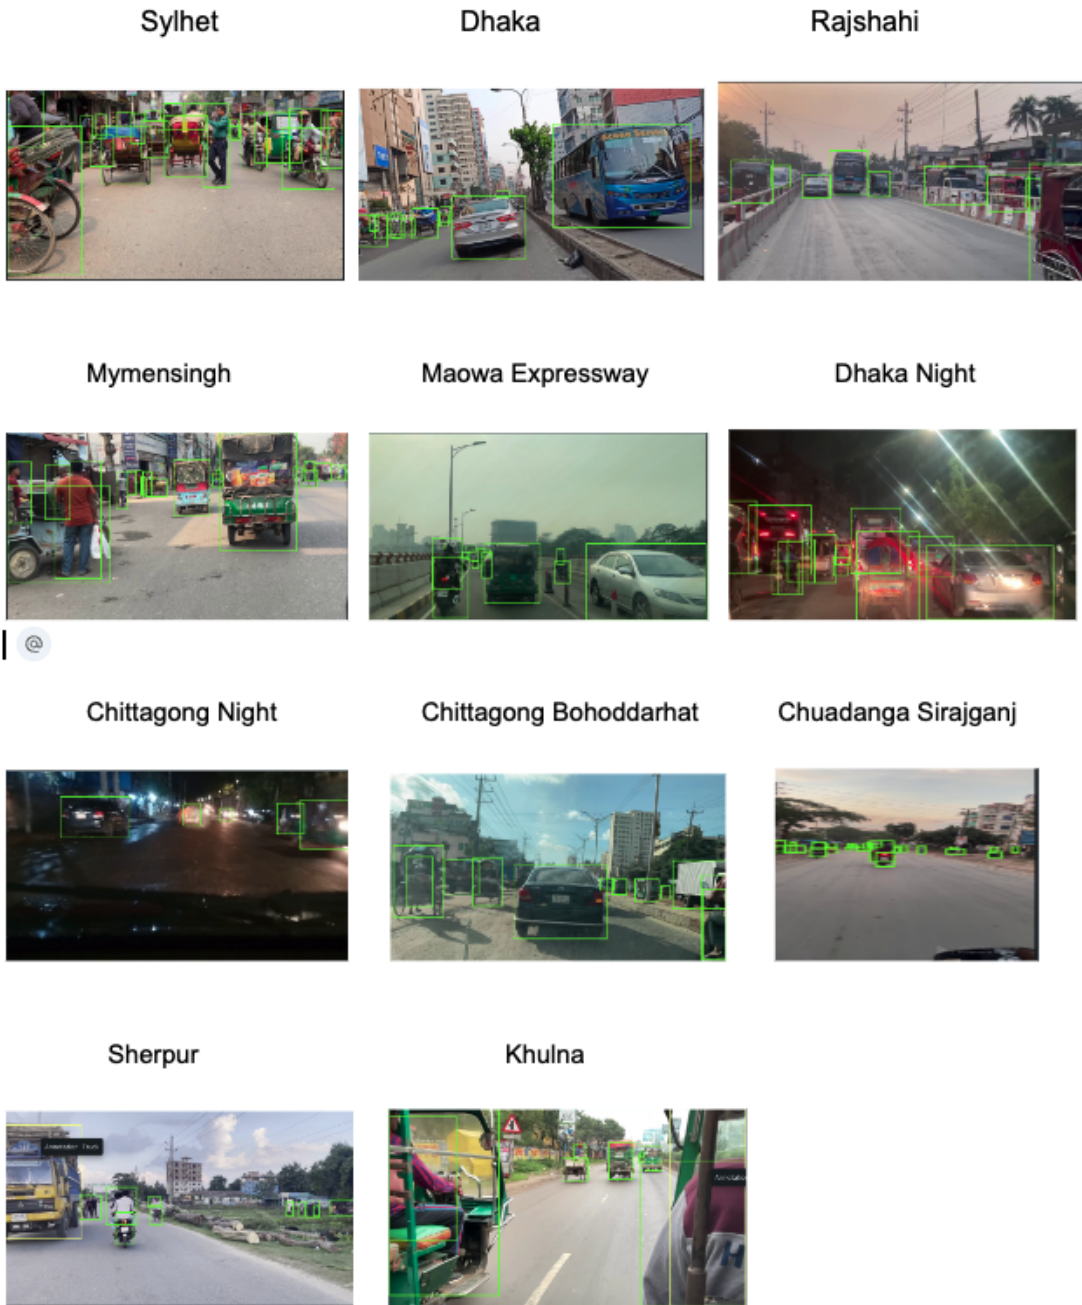 Sylhet
Dhaka
Rajshahi
Mymensingh
Maowa Expressway
Dhaka Night
@
Chittagong Night
Chittagong Bohoddarhat
Chuadanga Sirajganj
Sherpur
Khulna